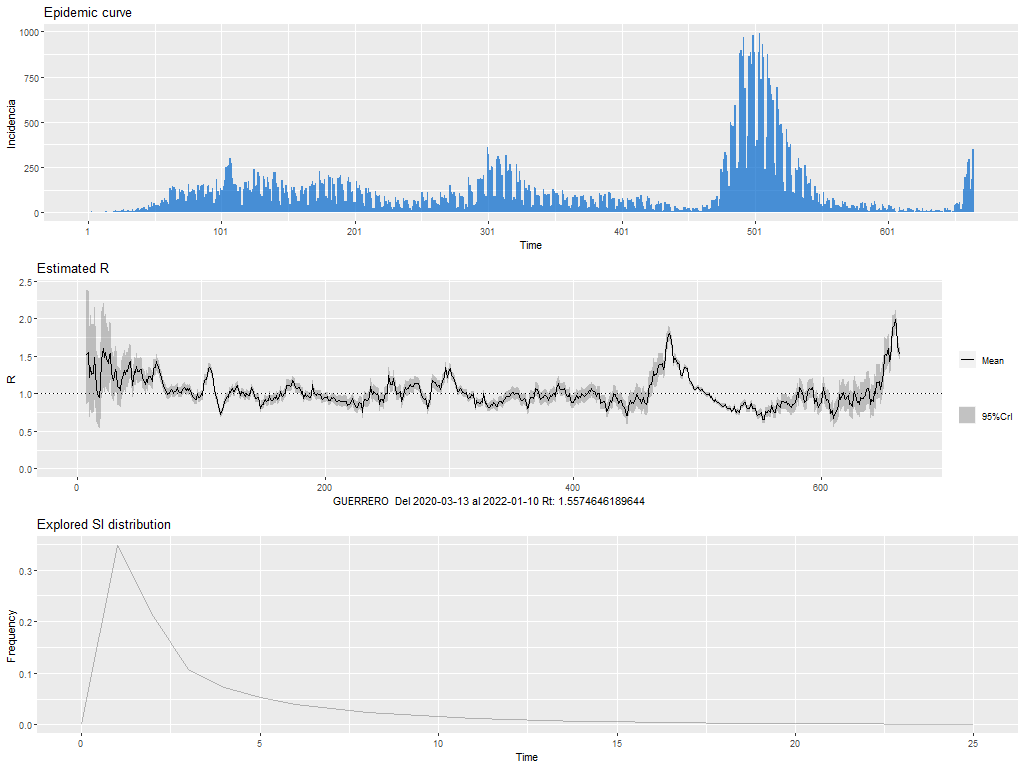 Epidemic curve
1000
750
500
250
0
Incidencia
1 101 201 301 401 501 601
Time
Estimated R
2.5
2.0
1.5
1.0
0.5
0.0
R
Mean
95%CrI
0 200 400 600
GUERRERO Del 2020-03-13 al 2022-01-10 Rt: 1.5574646189644
Explored SI distribution
0.3
0.2
0.1
0.0
Frequency
0 5 10 15 20 25
Time